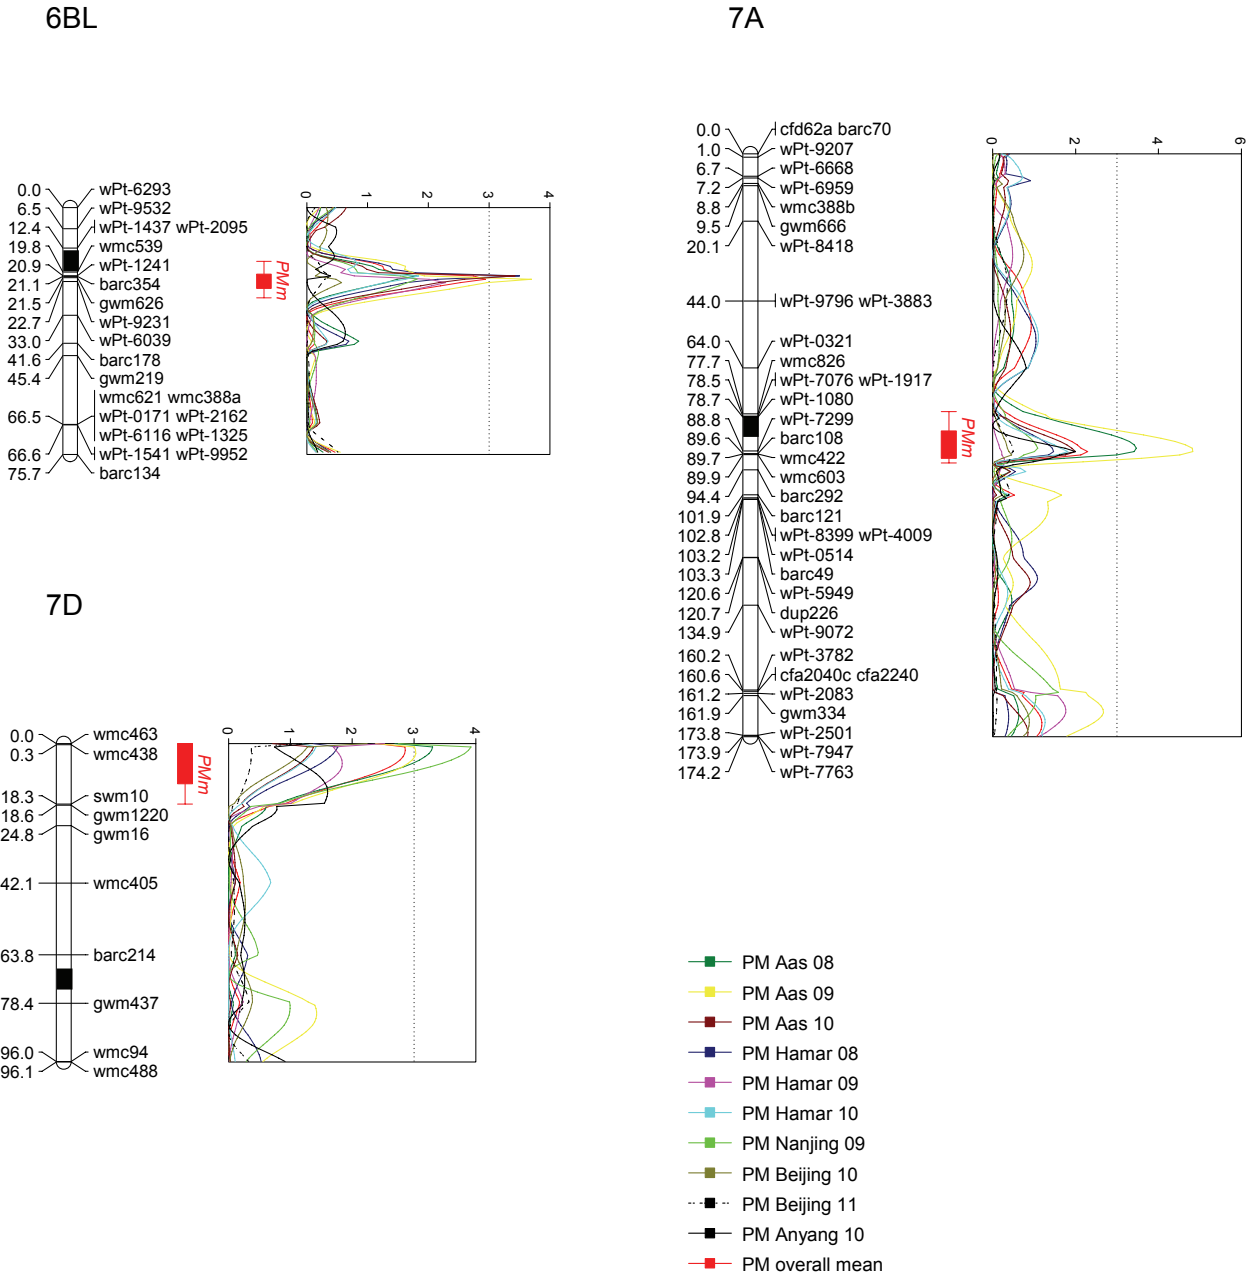 6BL
0.0 wPt-6293
6.5 wPt-9532
12.4 wPt-1437 wPt-2095
19.8 wmc539
20.9 wPt-1241
21.1 barc354
21.5 gwm626
22.7 wPt-9231
33.0 wPt-6039
41.6 barc178
45.4 gwm219
wmc621 wmc388a
66.5 wPt-0171 wPt-2162
wPt-6116 wPt-1325
66.6 wPt-1541 wPt-9952
75.7 barc134
PMm
0 1 2 3 4
7A
0.0 cfd62a barc70
1.0 wPt-9207
6.7 wPt-6668
7.2 wPt-6959
8.8 wmc388b
9.5 gwm666
20.1 wPt-8418
44.0 wPt-9796 wPt-3883
64.0 wPt-0321
77.7 wmc826
78.5 wPt-7076 wPt-1917
78.7 wPt-1080
88.8 wPt-7299
89.6 barc108
89.7 wmc422
89.9 wmc603
94.4 barc292
101.9 barc121
102.8 wPt-8399 wPt-4009
103.2 wPt-0514
103.3 barc49
120.6 wPt-5949
120.7 dup226
134.9 wPt-9072
160.2 wPt-3782
160.6 cfa2040c cfa2240
161.2 wPt-2083
161.9 gwm334
173.8 wPt-2501
173.9 wPt-7947
174.2 wPt-7763
PMm
0 2 4 6
7D
0.0 wmc463
0.3 wmc438
18.3 swm10
18.6 gwm1220
24.8 gwm16
42.1 wmc405
63.8 barc214
78.4 gwm437
96.0 wmc94
96.1 wmc488
PMm
0 1 2 3 4
PM Aas 08
PM Aas 09
PM Aas 10
PM Hamar 08
PM Hamar 09
PM Hamar 10
PM Nanjing 09
PM Beijing 10
PM Beijing 11
PM Anyang 10
PM overall mean